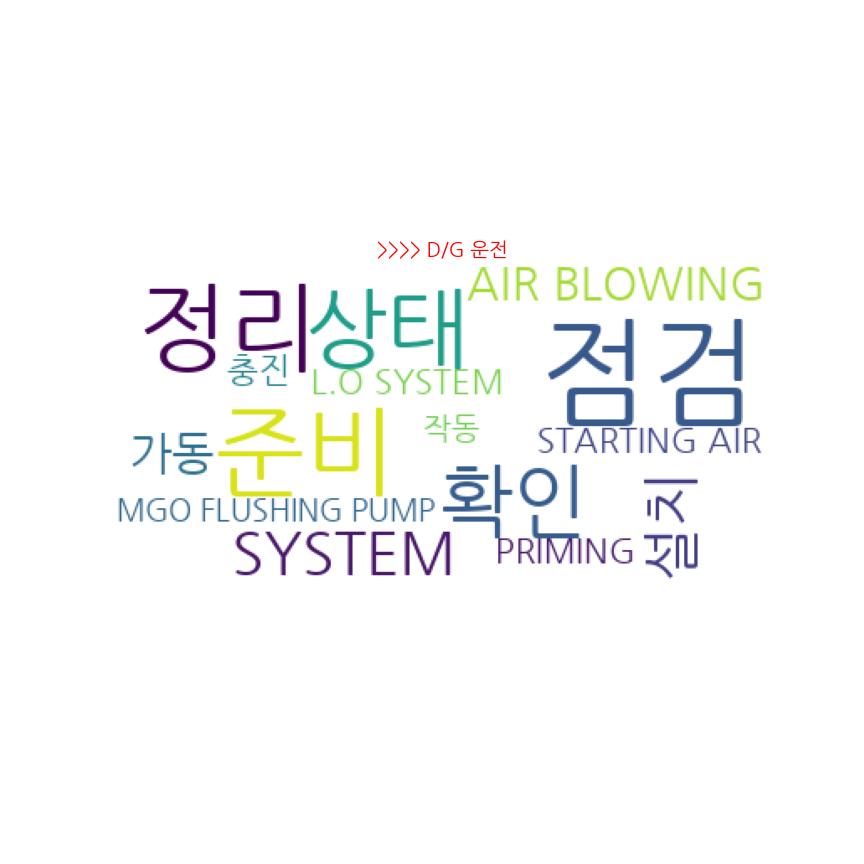 >>>> D/G 운전
AIR BLOWING
정리
상태
점검
충진
L.O SYSTEM
준비
작동
STARTING AIR
가동
확인
설치
MGO FLUSHING PUMP
SYSTEM
PRIMING